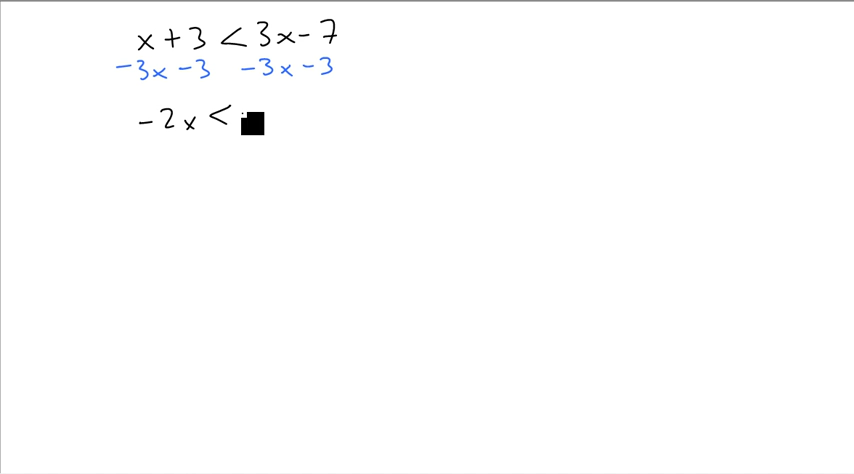 x + 3 < 3x - 7
-3x - 3 -3x - 3
-2x <